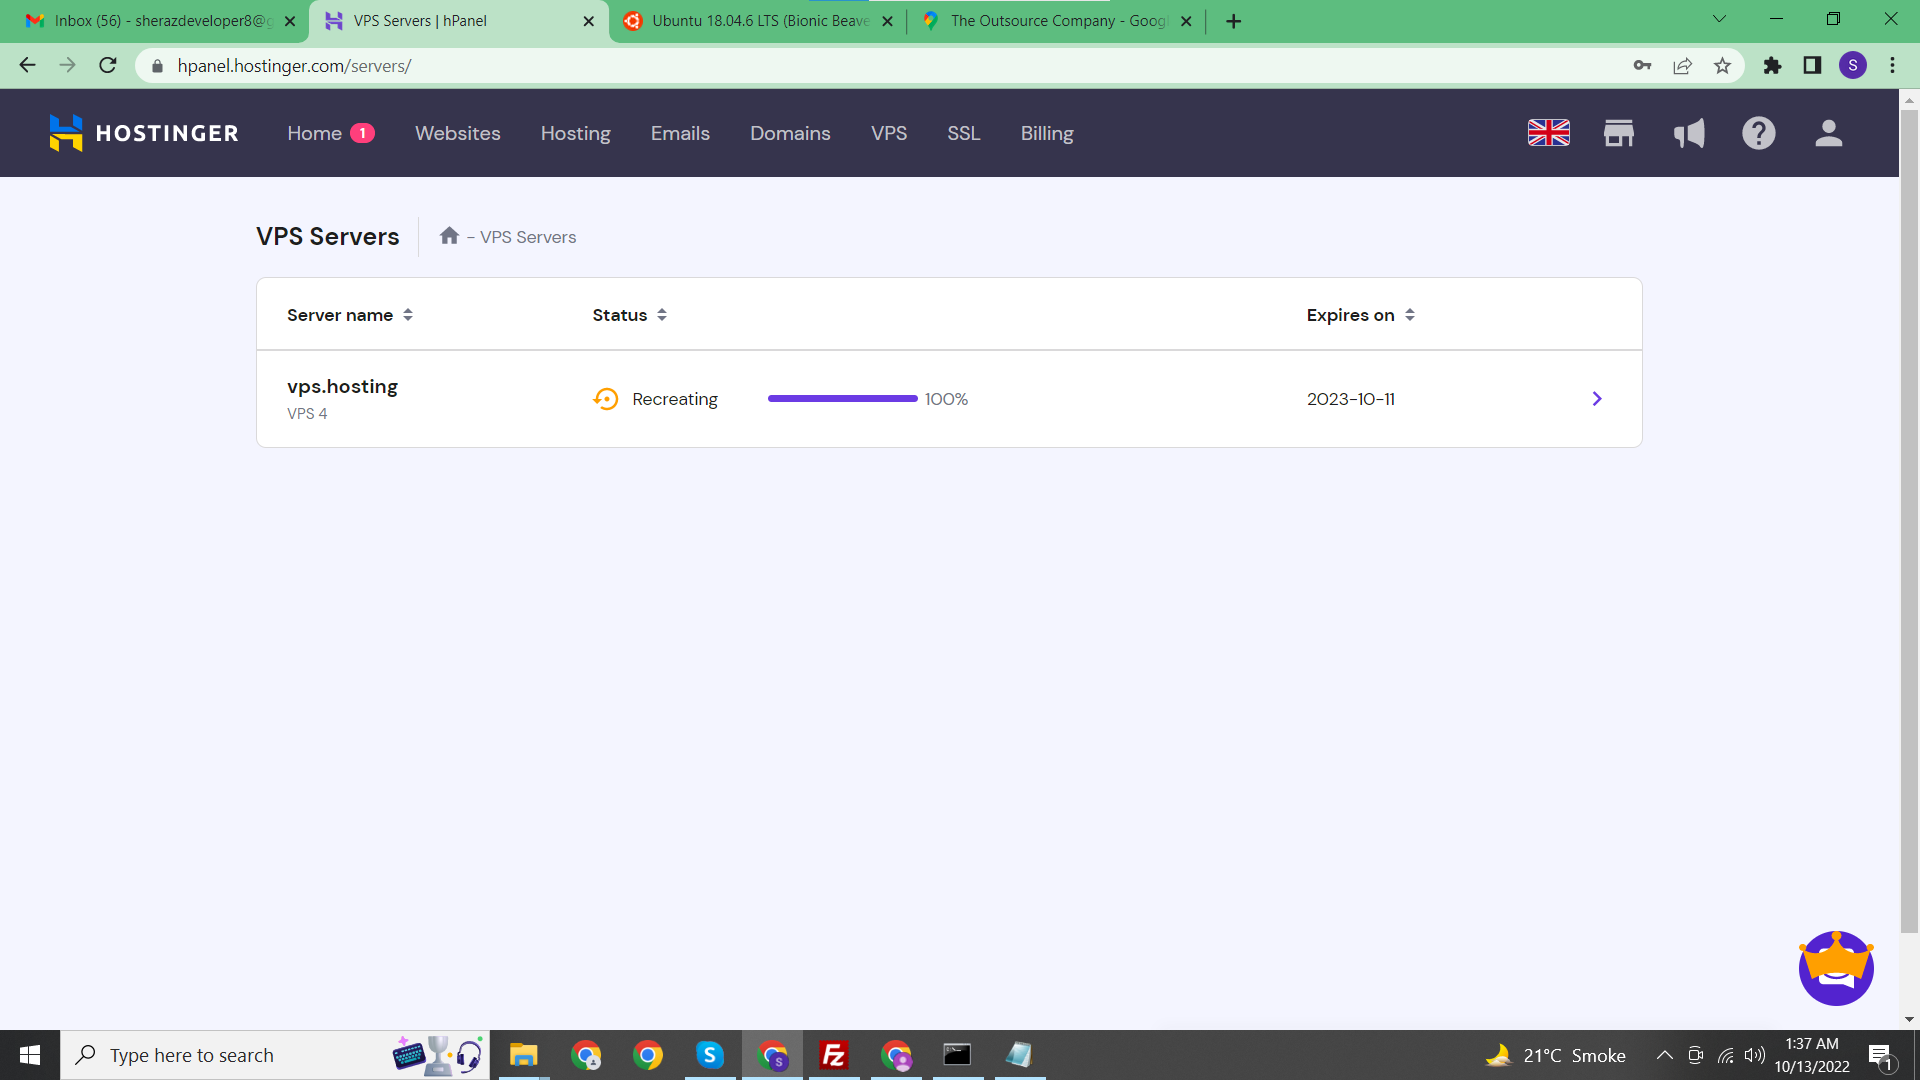 Inbox (56) - sherazdeveloper8@g
VPS Servers | hPanel
Ubuntu 18.04.6 LTS (Bionic Beave
The Outsource Company - Goog
hpanel.hostinger.com/servers/
S
HOSTINGER
Home 1
Websites
Hosting
Emails
Domains
VPS
SSL
Billing
VPS Servers
- VPS Servers
Server name
Status
Expires on
vps.hosting
VPS 4
Recreating
100%
2023-10-11
Type here to search
S
S
Fz
21°C Smoke
1:37 AM
10/13/2022
1